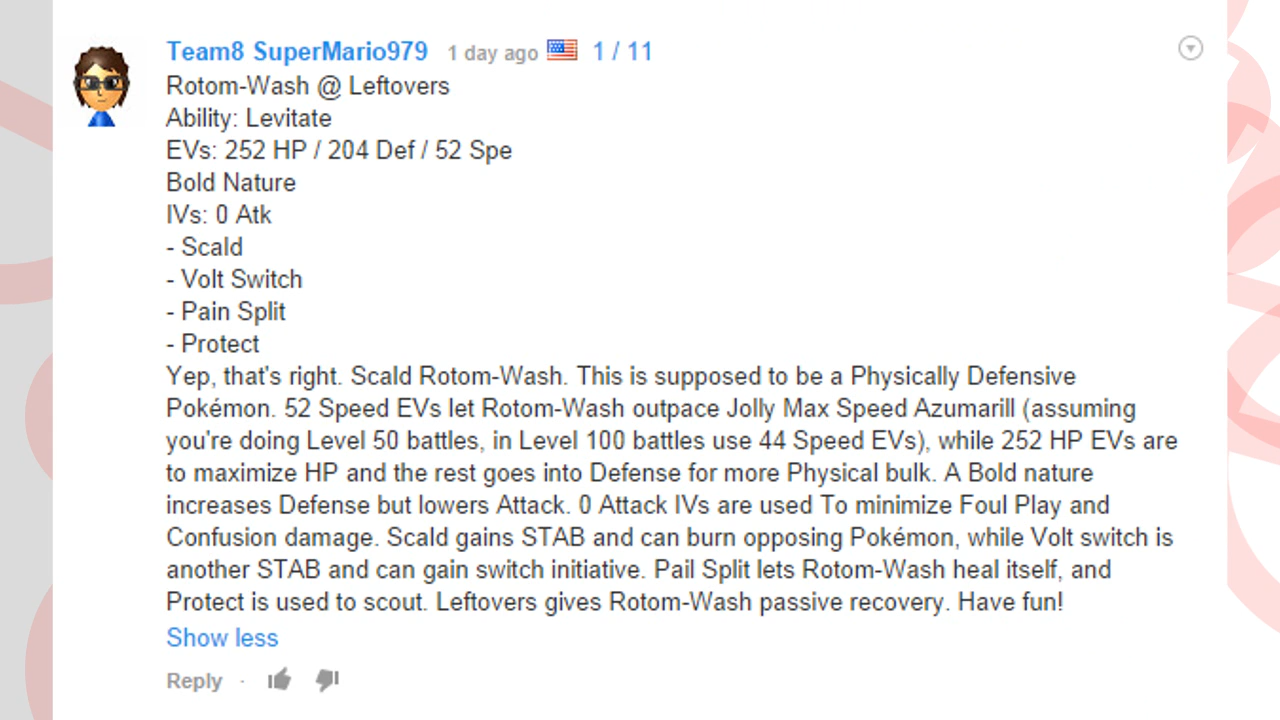 Team8 SuperMario979 1 day ago 1 / 11
Rotom-Wash @ Leftovers
Ability: Levitate
EVs: 252 HP / 204 Def / 52 Spe
Bold Nature
IVs: 0 Atk
- Scald
- Volt Switch
- Pain Split
- Protect
Yep, that's right. Scald Rotom-Wash. This is supposed to be a Physically Defensive
Pokémon. 52 Speed EVs let Rotom-Wash outpace Jolly Max Speed Azumarill (assuming
you're doing Level 50 battles, in Level 100 battles use 44 Speed EVs), while 252 HP EVs are
to maximize HP and the rest goes into Defense for more Physical bulk. A Bold nature
increases Defense but lowers Attack. 0 Attack IVs are used To minimize Foul Play and
Confusion damage. Scald gains STAB and can burn opposing Pokémon, while Volt switch is
another STAB and can gain switch initiative. Pail Split lets Rotom-Wash heal itself, and
Protect is used to scout. Leftovers gives Rotom-Wash passive recovery. Have fun!
Show less
Reply ·